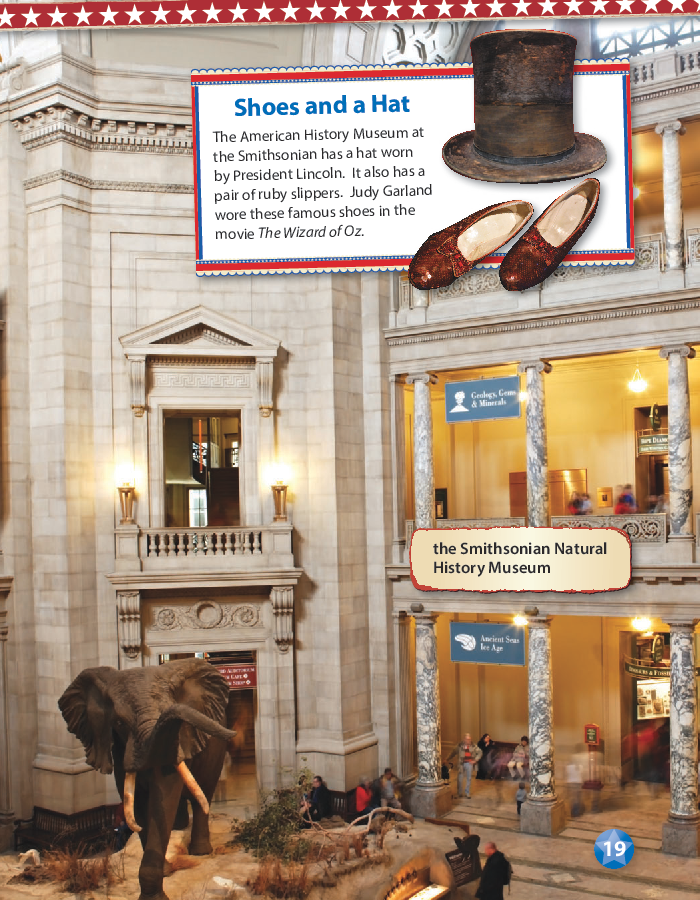 Shoes and a Hat
The American History Museum at
the Smithsonian has a hat worn
by President Lincoln. It also has a
pair of ruby slippers. Judy Garland
wore these famous shoes in the
movie The Wizard of Oz.
Geology, Gems
& Minerals
the Smithsonian Natural
History Museum
Ancient Seas
Ice Age
19